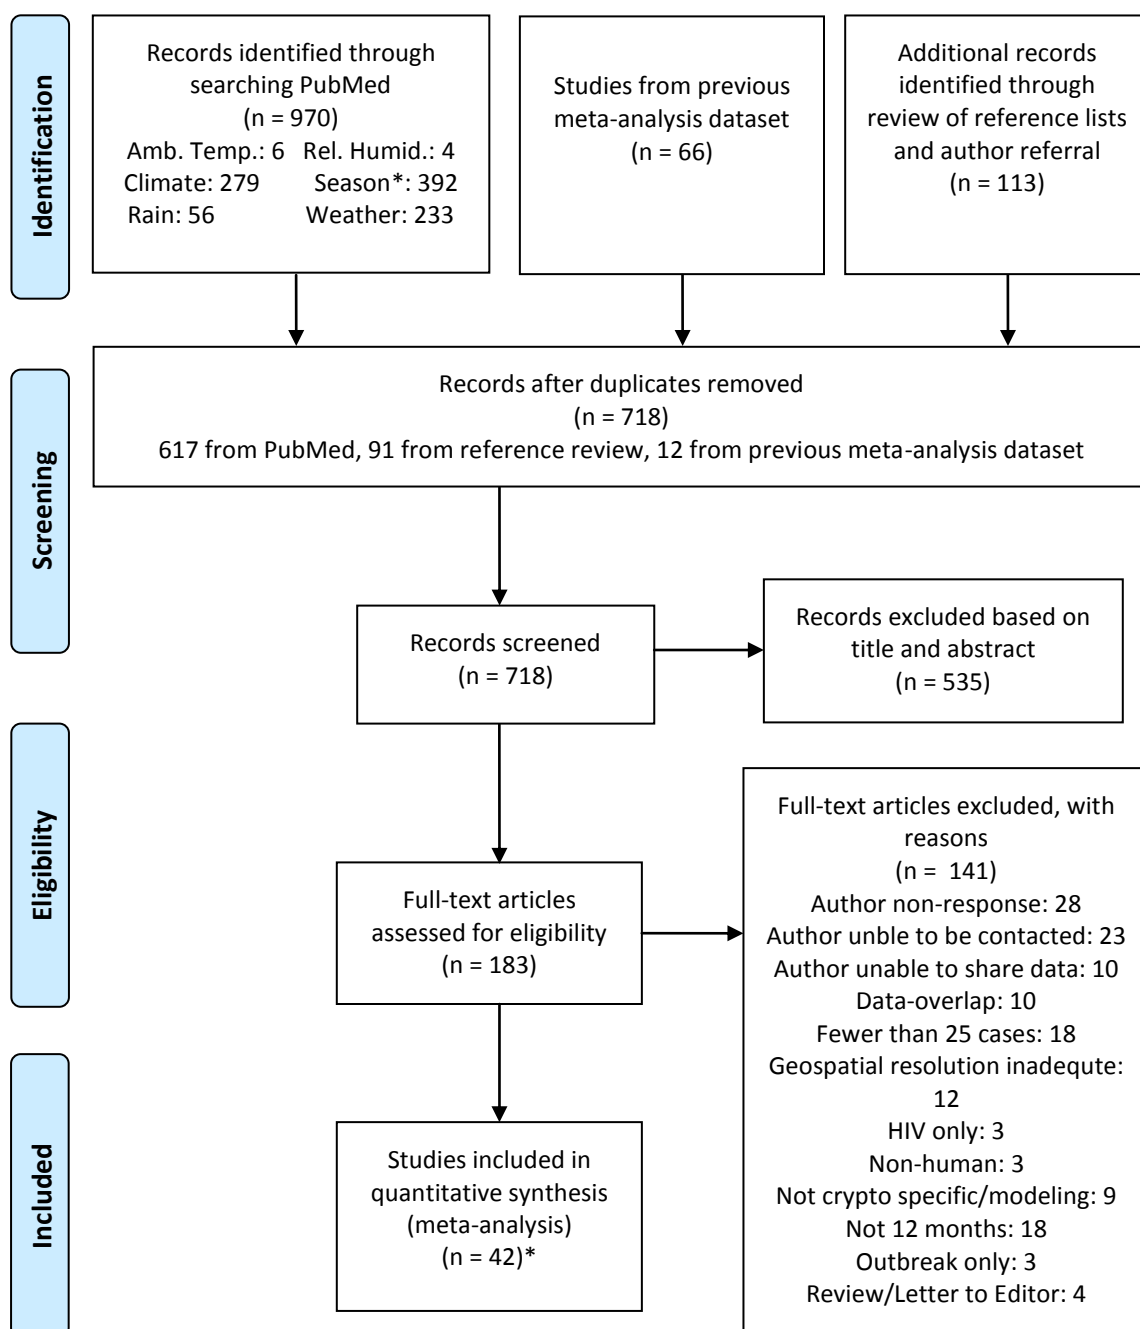 Identification
Records identified through
searching PubMed
(n = 970)
Amb. Temp.: 6 Rel. Humid.: 4
Climate: 279 Season*: 392
Rain: 56 Weather: 233
Studies from previous
meta-analysis dataset
(n = 66)
Additional records
identified through
review of reference lists
and author referral
(n = 113)
Screening
Records after duplicates removed
(n = 718)
617 from PubMed, 91 from reference review, 12 from previous meta-analysis dataset
Records screened
(n = 718)
Records excluded based on
title and abstract
(n = 535)
Eligibility
Full-text articles
assessed for eligibility
(n = 183)
Full-text articles excluded, with
reasons
(n = 141)
Author non-response: 28
Author unble to be contacted: 23
Author unable to share data: 10
Data-overlap: 10
Fewer than 25 cases: 18
Geospatial resolution inadequte:
12
HIV only: 3
Non-human: 3
Not crypto specific/modeling: 9
Not 12 months: 18
Outbreak only: 3
Review/Letter to Editor: 4
Included
Studies included in
quantitative synthesis
(meta-analysis)
(n = 42)*